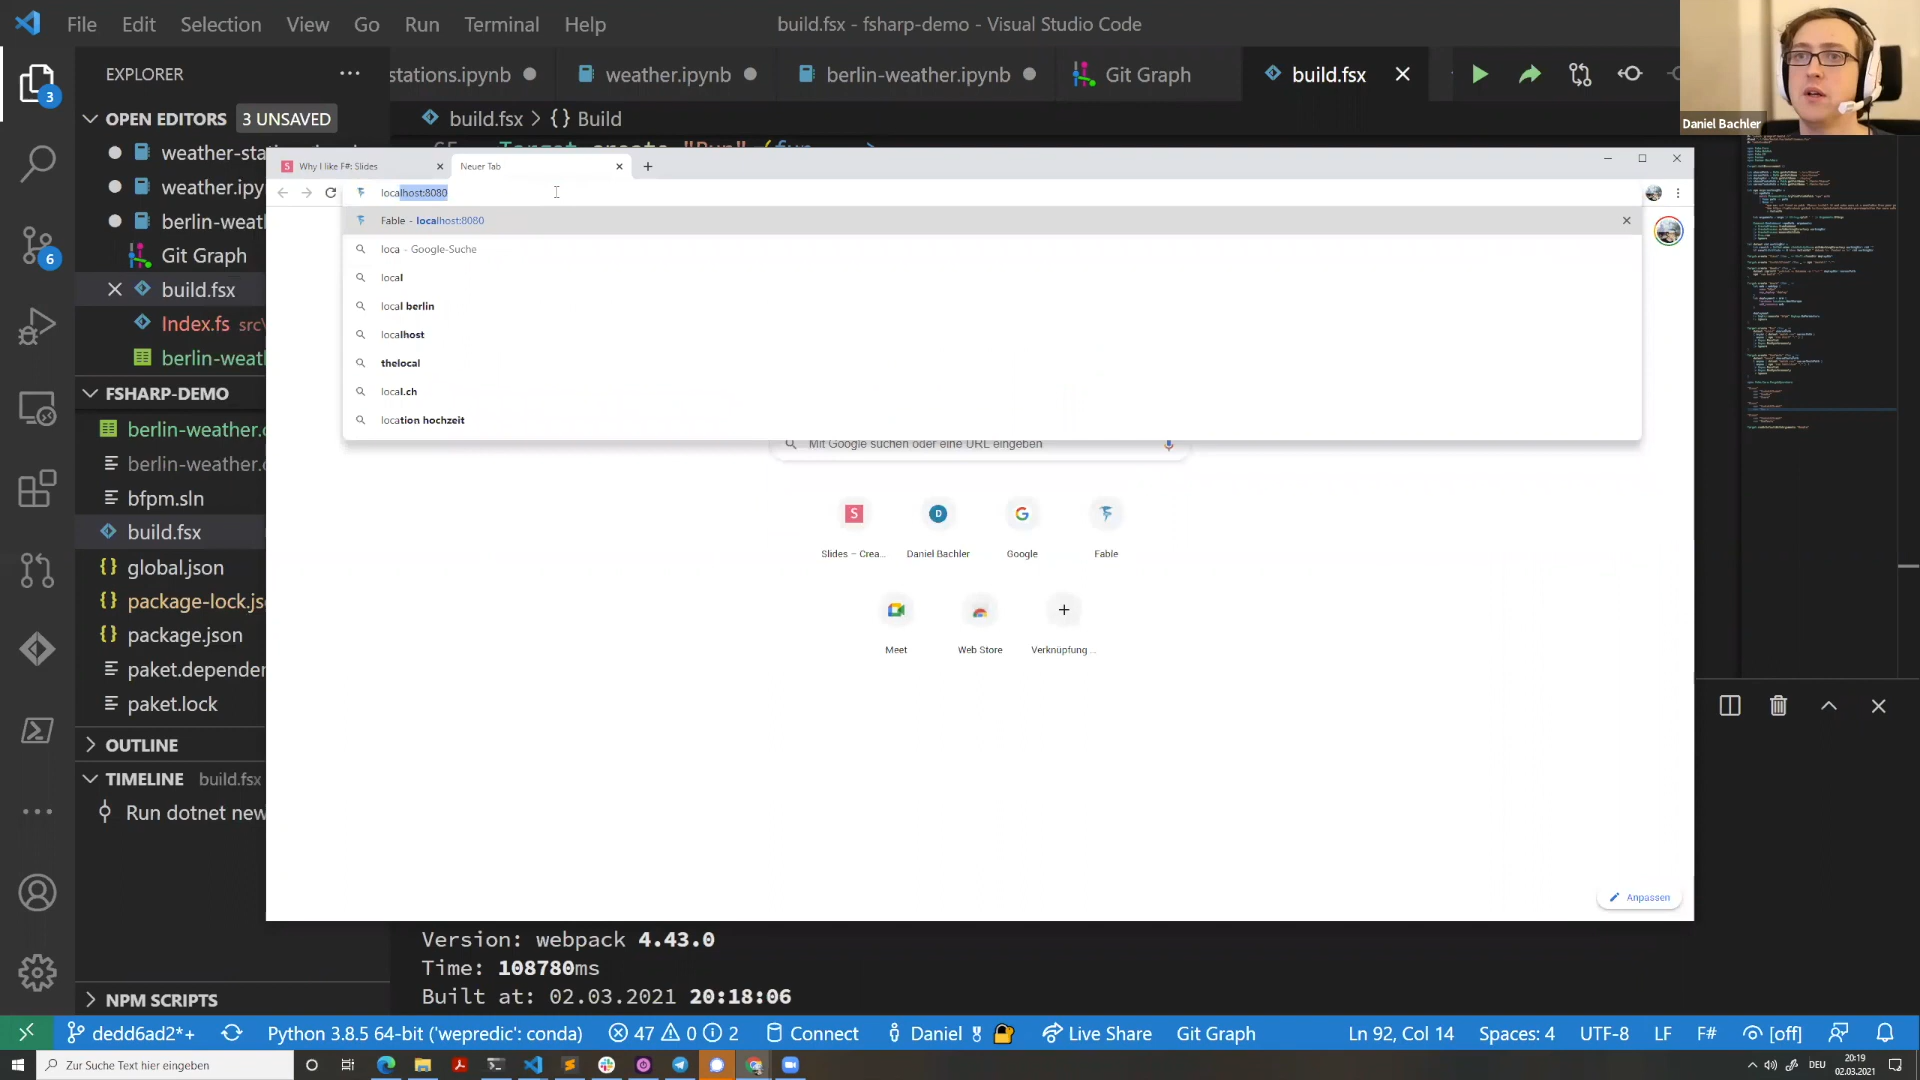 File Edit Selection View Go Run Terminal Help
build.fsx - fsharp-demo - Visual Studio Code
EXPLORER
stations.ipynb
weather.ipynb
berlin-weather.ipynb
Git Graph
build.fsx
Daniel Bachler
OPEN EDITORS 3 UNSAVED
build.fsx > {} Build
weather-sta
weather.ipy
berlin-weat
Git Graph
build.fsx
Index.fs src\
berlin-weat
3
6
Why I like F#: Slides
Neuer Tab
localhost:8080
Fable - localhost:8080
loca - Google-Suche
local
local berlin
localhost
thelocal
local.ch
location hochzeit
Mit Google suchen oder eine URL eingeben
Slides – Crea...
Daniel Bachler
Google
Fable
Meet
Web Store
Verknüpfung ...
Anpassen
FSHARP-DEMO
berlin-weather.c
berlin-weather.
bfpm.sln
build.fsx
global.json
package-lock.js
package.json
paket.depender
paket.lock
OUTLINE
TIMELINE build.fsx
Run dotnet new
NPM SCRIPTS
Version: webpack 4.43.0
Time: 108780ms
Built at: 02.03.2021 20:18:06
dedd6ad2*+
Python 3.8.5 64-bit ('wepredic': conda)
47 0 2
Connect
Daniel
Live Share
Git Graph
Ln 92, Col 14
Spaces: 4
UTF-8
LF
F#
[off]
Zur Suche Text hier eingeben
DEU
20:19
02.03.2021